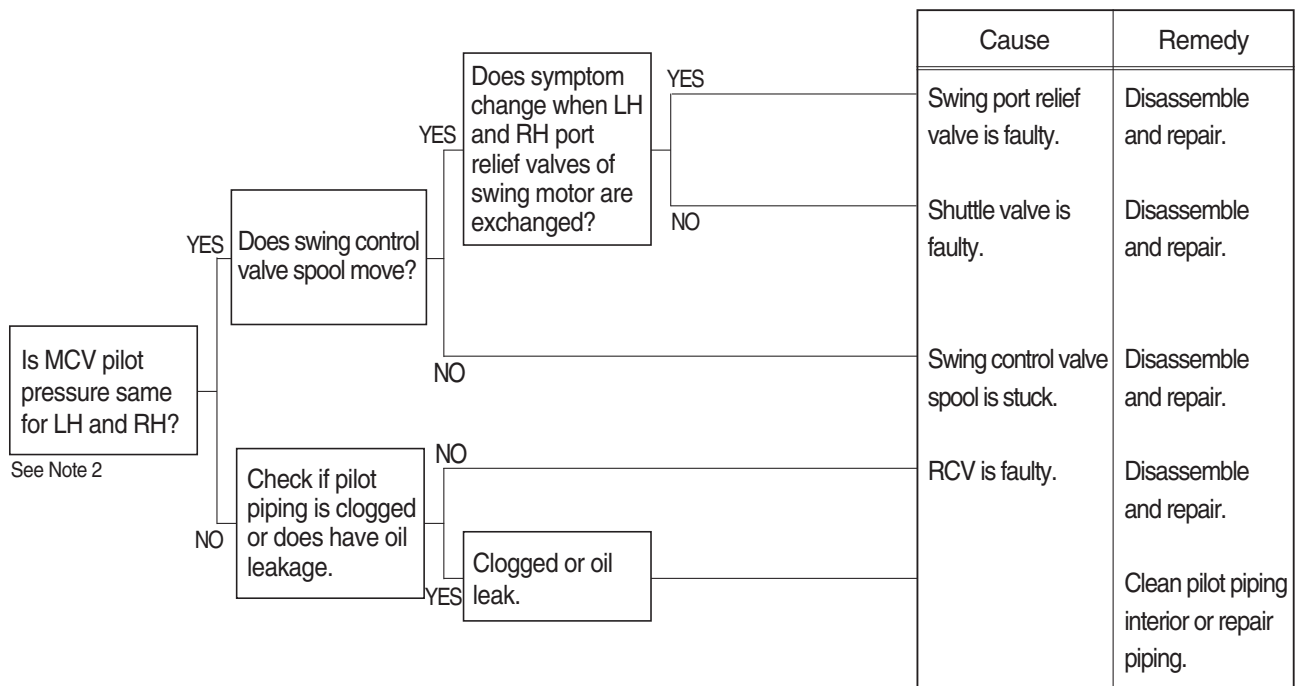 Cause
Remedy
Does symptom
change when LH
and RH port
relief valves of
swing motor are
exchanged?
YES
YES
NO
Swing port relief
valve is faulty.
Disassemble
and repair.
Shuttle valve is
faulty.
Disassemble
and repair.
YES
Does swing control
valve spool move?
NO
Swing control valve
spool is stuck.
Disassemble
and repair.
Is MCV pilot
pressure same
for LH and RH?
See Note 2
NO
Check if pilot
piping is clogged
or does have oil
leakage.
NO
RCV is faulty.
Disassemble
and repair.
YES
Clogged or oil
leak.
Clean pilot piping
interior or repair
piping.